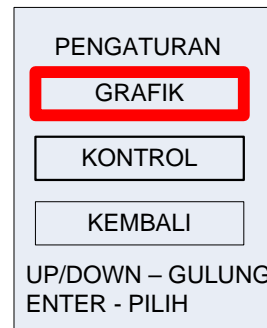 PENGATURAN
GRAFIK
KONTROL
KEMBALI
UP/DOWN – GULUNG
ENTER - PILIH